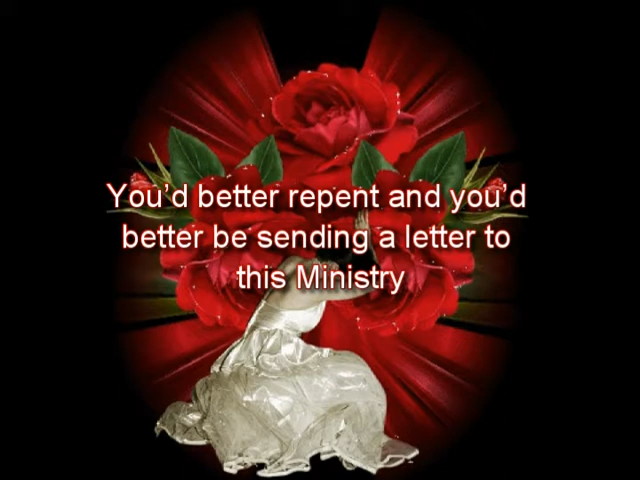 You’d better repent and you’d
better be sending a letter to
this Ministry